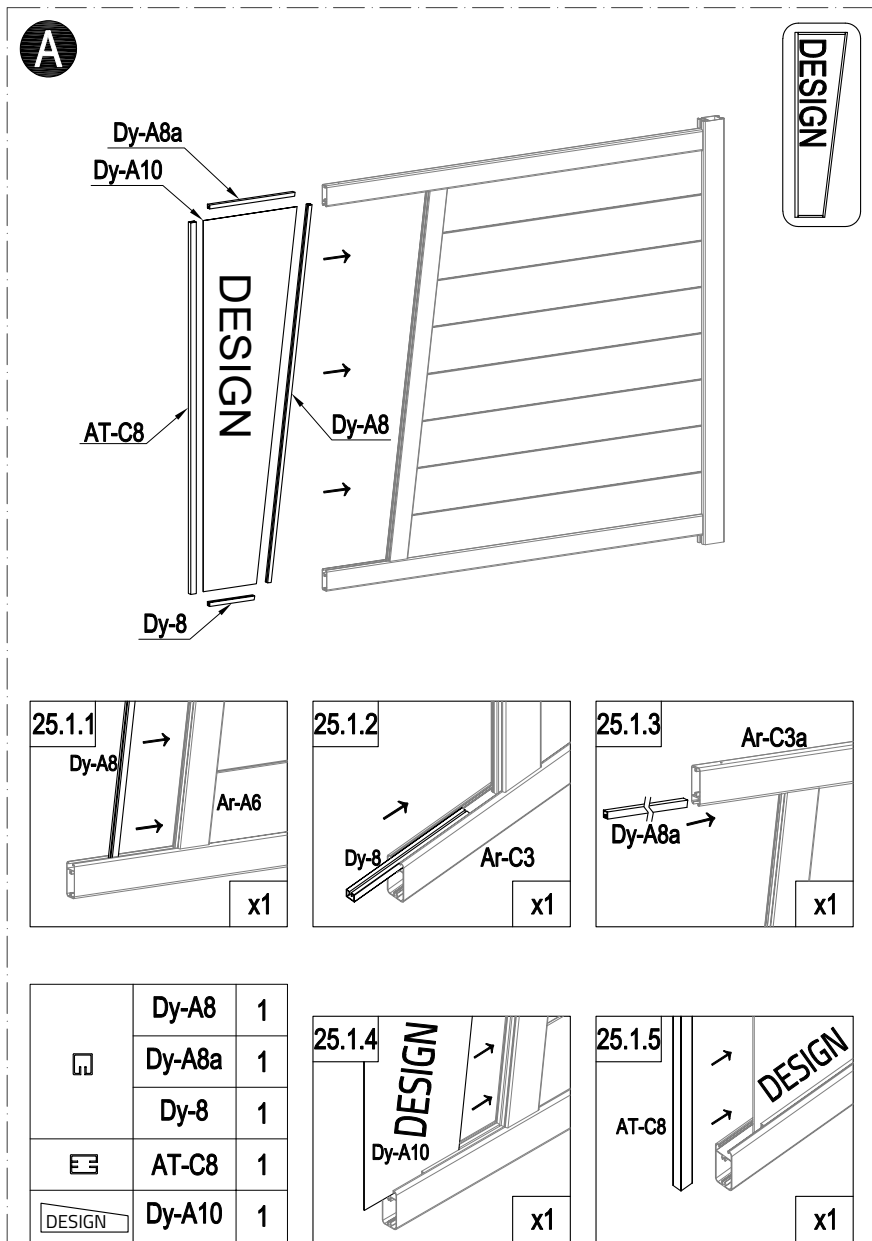 A
DESIGN
Dy-A8a
Dy-A10
DESIGN
AT-C8
Dy-A8
Dy-8
25.1.1
Dy-A8
Ar-A6
x1
25.1.2
Dy-8
Ar-C3
x1
25.1.3
Ar-C3a
Dy-A8a
x1
Dy-A8 1
Dy-A8a 1
Dy-8 1
AT-C8 1
DESIGN Dy-A10 1
25.1.4
DESIGN
Dy-A10
x1
25.1.5
DESIGN
AT-C8
x1